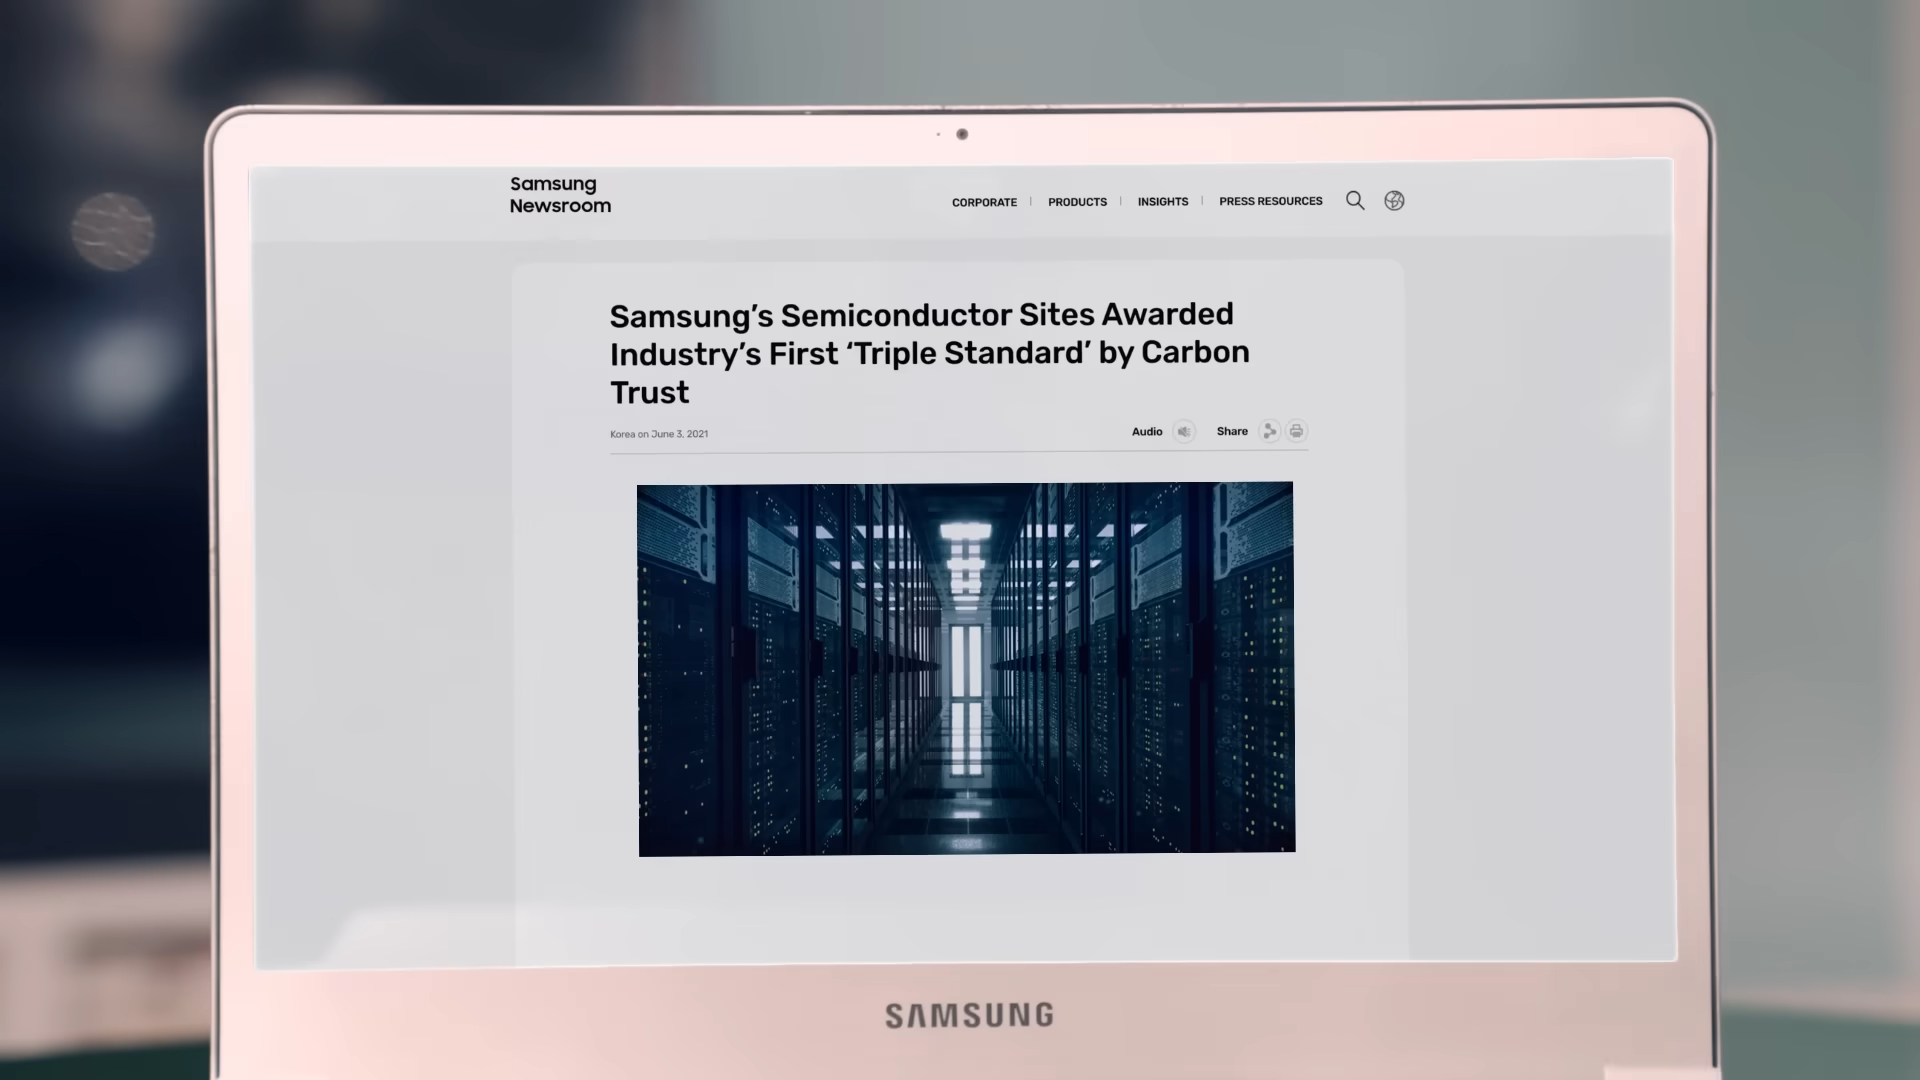 Samsung
Newsroom
CORPORATE | PRODUCTS | INSIGHTS | PRESS RESOURCES
Samsung’s Semiconductor Sites Awarded
Industry’s First ‘Triple Standard’ by Carbon
Trust
Korea on June 3, 2021
Audio Share
SAMSUNG